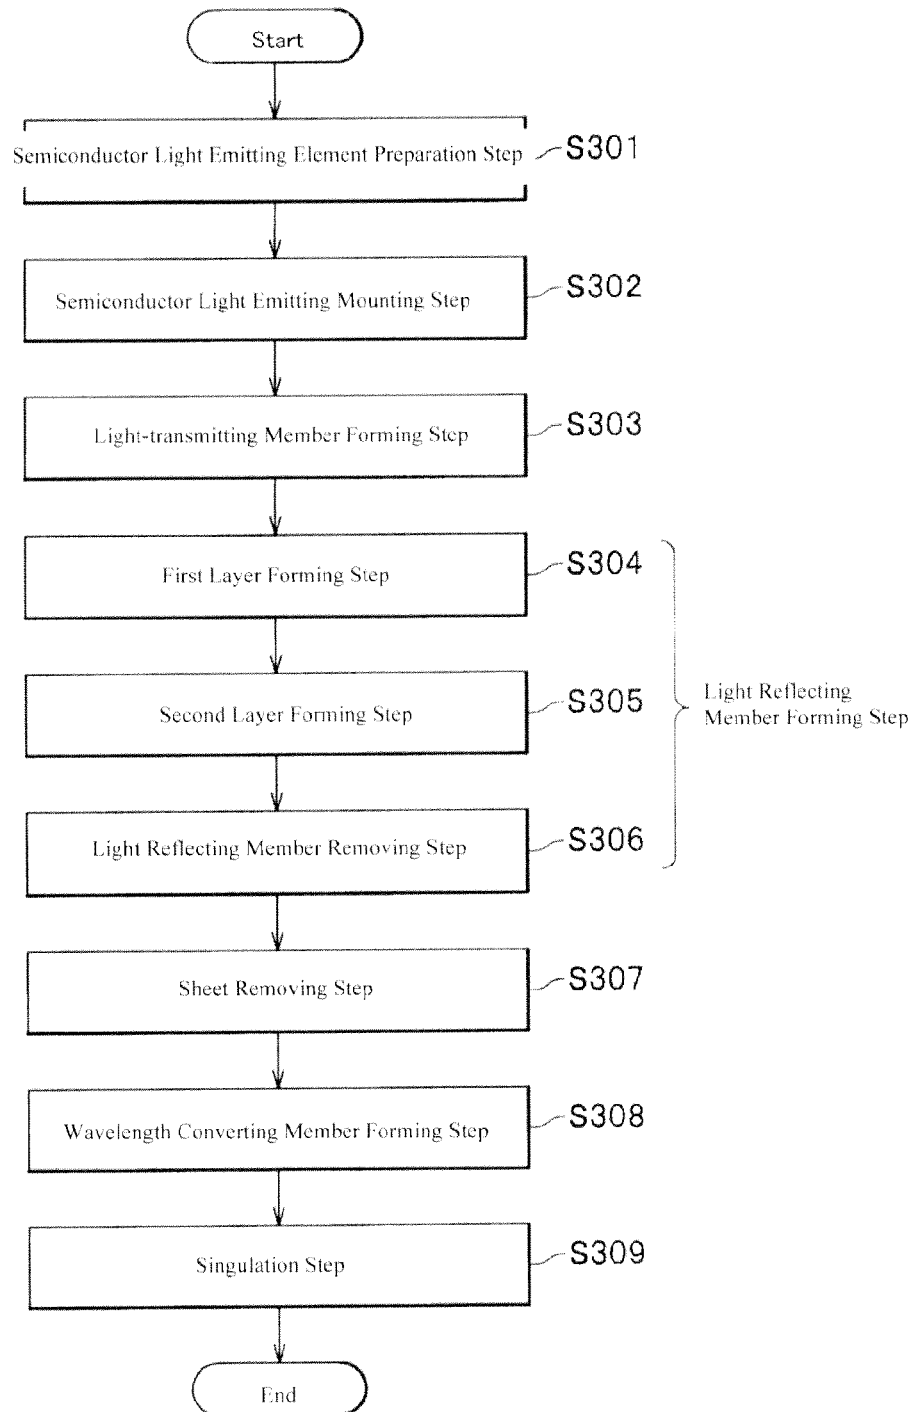 Start
Semiconductor Light Emitting Element Preparation Step
S301
Semiconductor Light Emitting Mounting Step
S302
Light-transmitting Member Forming Step
S303
First Layer Forming Step
S304
Second Layer Forming Step
S305
Light Reflecting
Member Forming Step
Light Reflecting Member Removing Step
S306
Sheet Removing Step
S307
Wavelength Converting Member Forming Step
S308
Singulation Step
S309
End